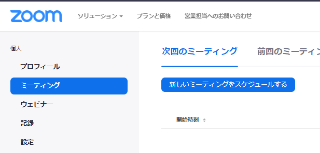 zoom
ソリューション
プランと価格
営業担当へのお問い合わせ
個人
プロフィール
ミーティング
ウェビナー
記録
設定
次回のミーティング
前回のミーティン
新しいミーティングをスケジュールする
開始時刻